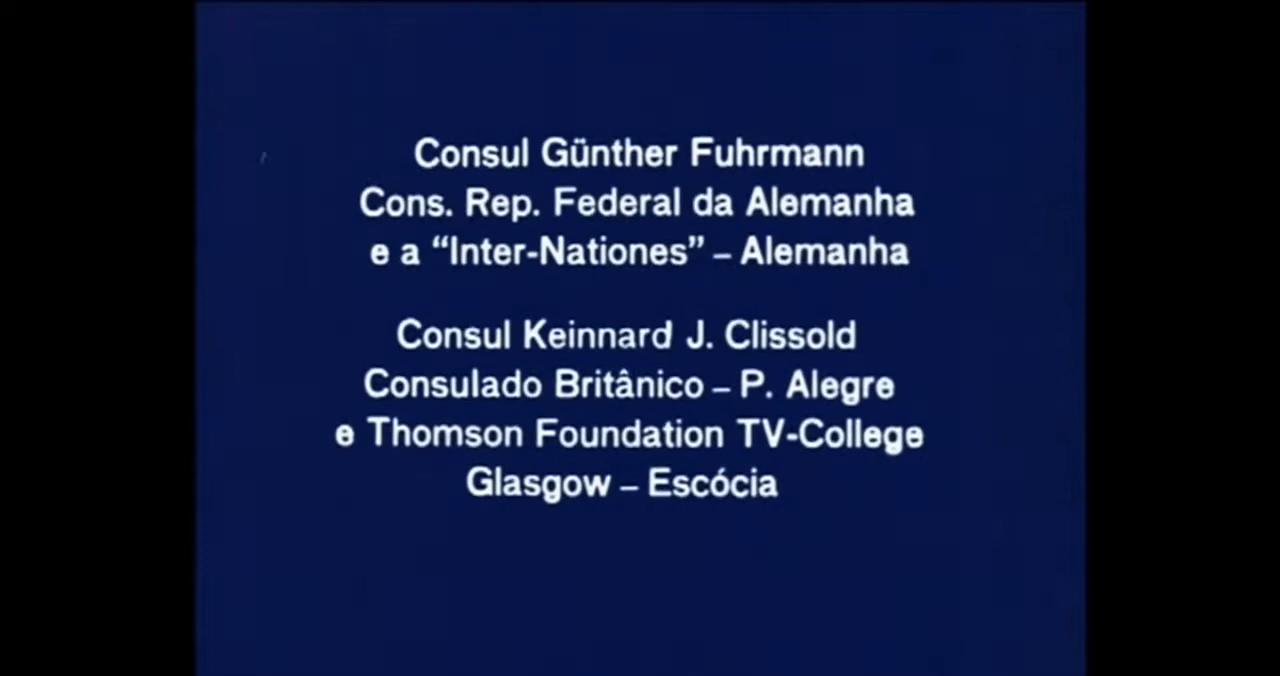 Consul Günther Fuhrmann
Cons. Rep. Federal da Alemanha
e a “Inter-Nationes” – Alemanha
Consul Keinnard J. Clissold
Consulado Britânico – P. Alegre
e Thomson Foundation TV-College
Glasgow – Escócia